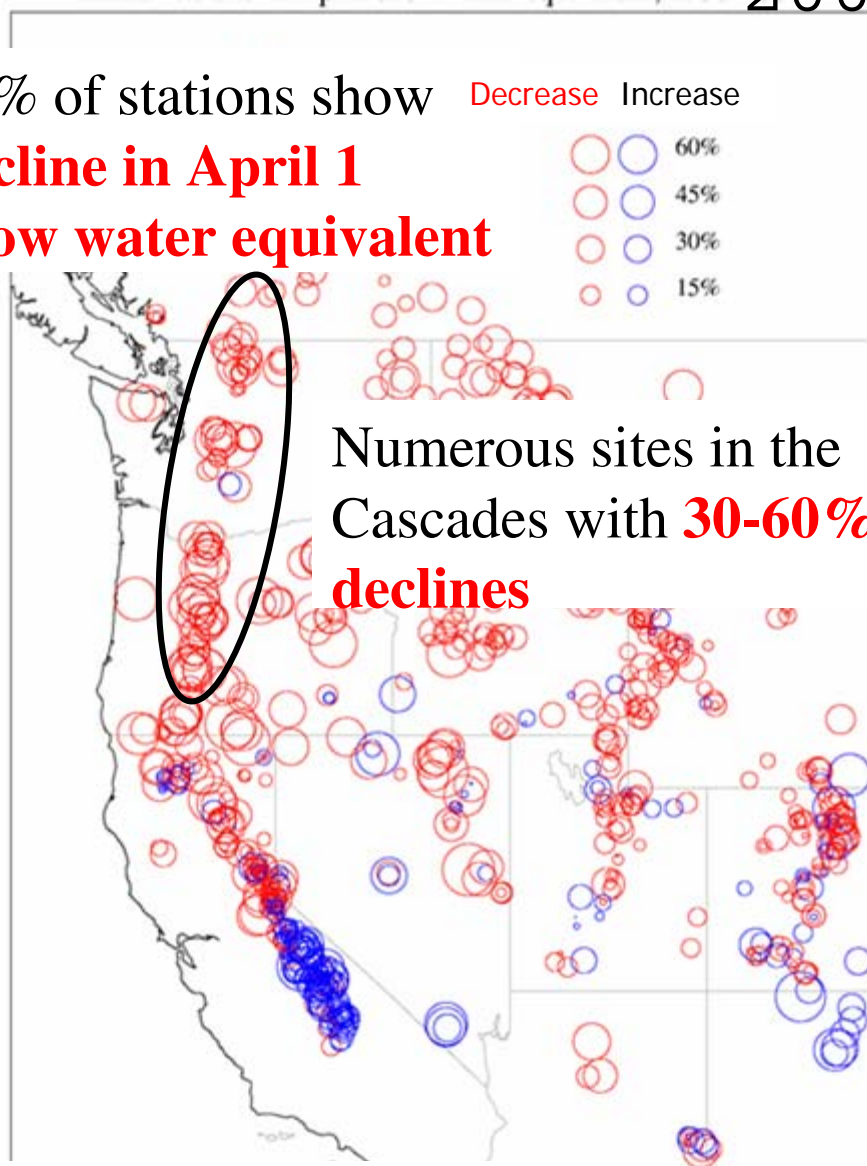 % of stations show
cline in April 1
ow water equivalent
Decrease Increase
60%
45%
30%
15%
Numerous sites in the
Cascades with 30-60%
declines